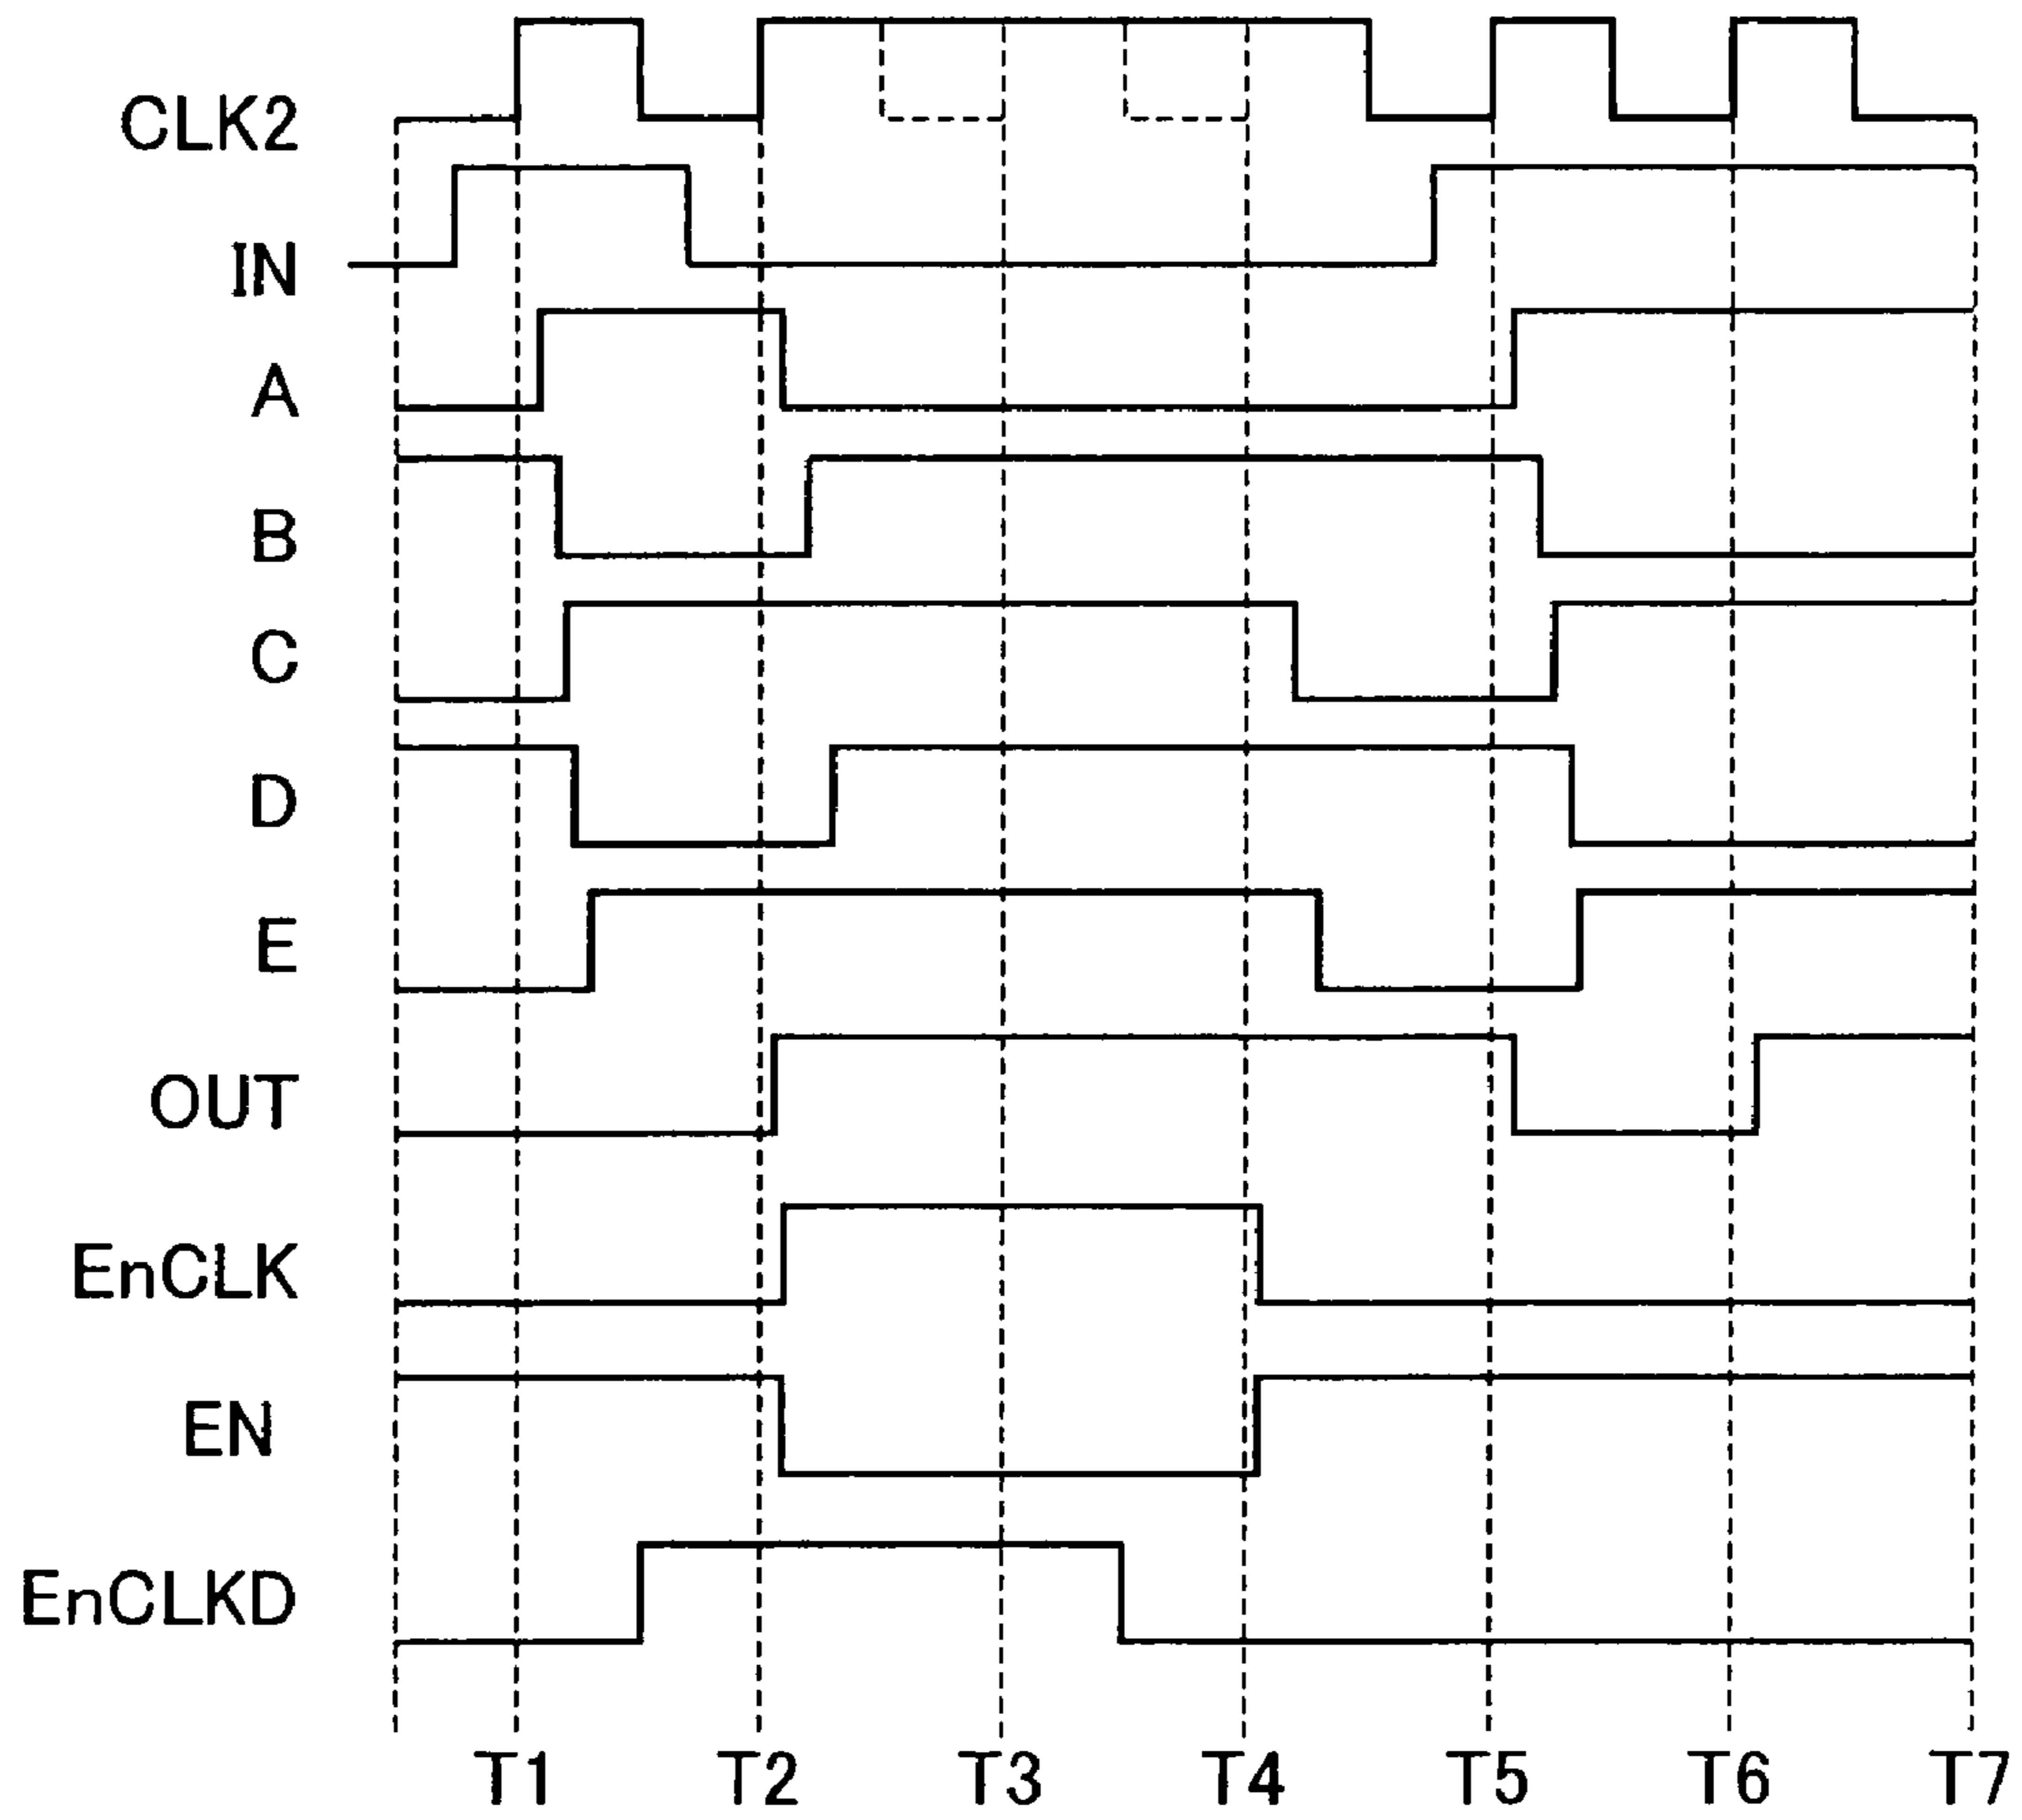 CLK2
IN
A
B
C
D
E
OUT
EnCLK
EN
EnCLKD
T1 T2 T3 T4 T5 T6 T7